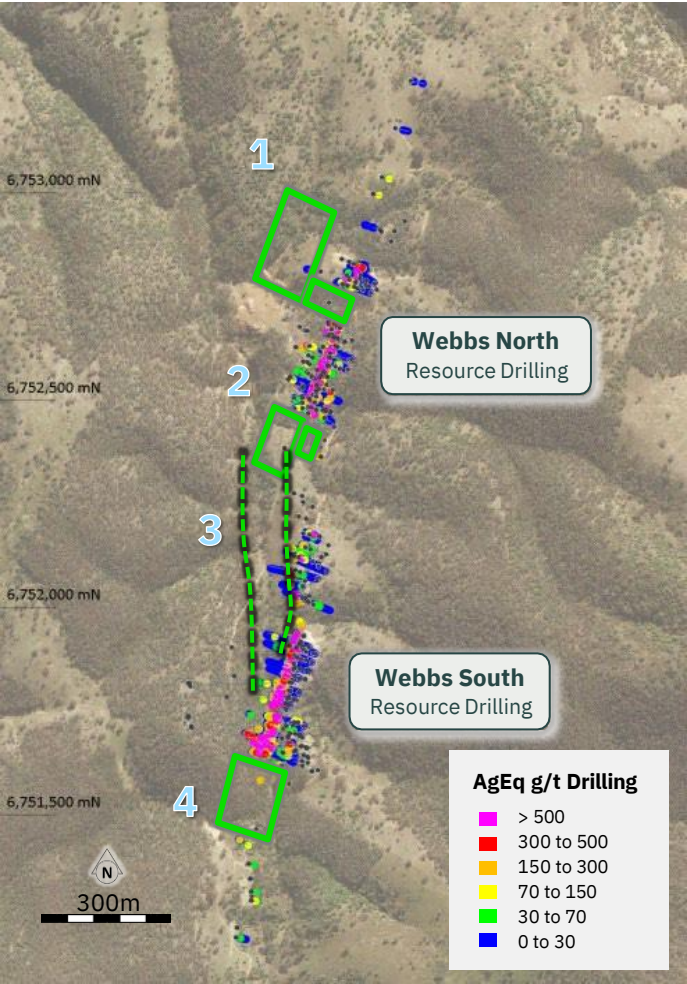 1
6,753,000 mN
Webbs North
Resource Drilling
2
6,752,500 mN
3
6,752,000 mN
Webbs South
Resource Drilling
4
6,751,500 mN
AgEq g/t Drilling
> 500
300 to 500
150 to 300
70 to 150
30 to 70
0 to 30
N
300m